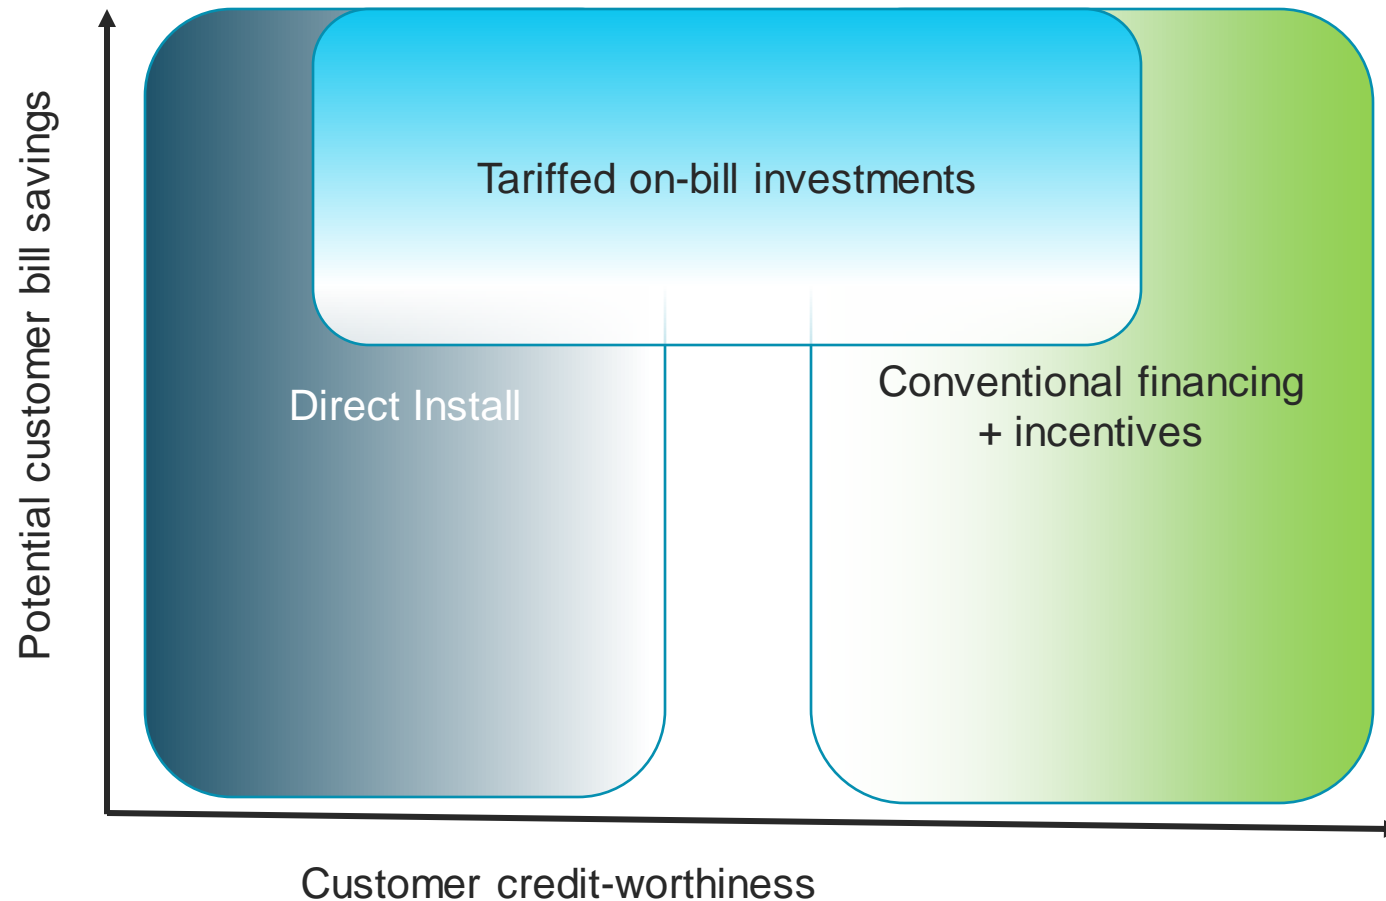 Potential customer bill savings
Tariffed on-bill investments
Direct Install
Conventional financing
+ incentives
Customer credit-worthiness